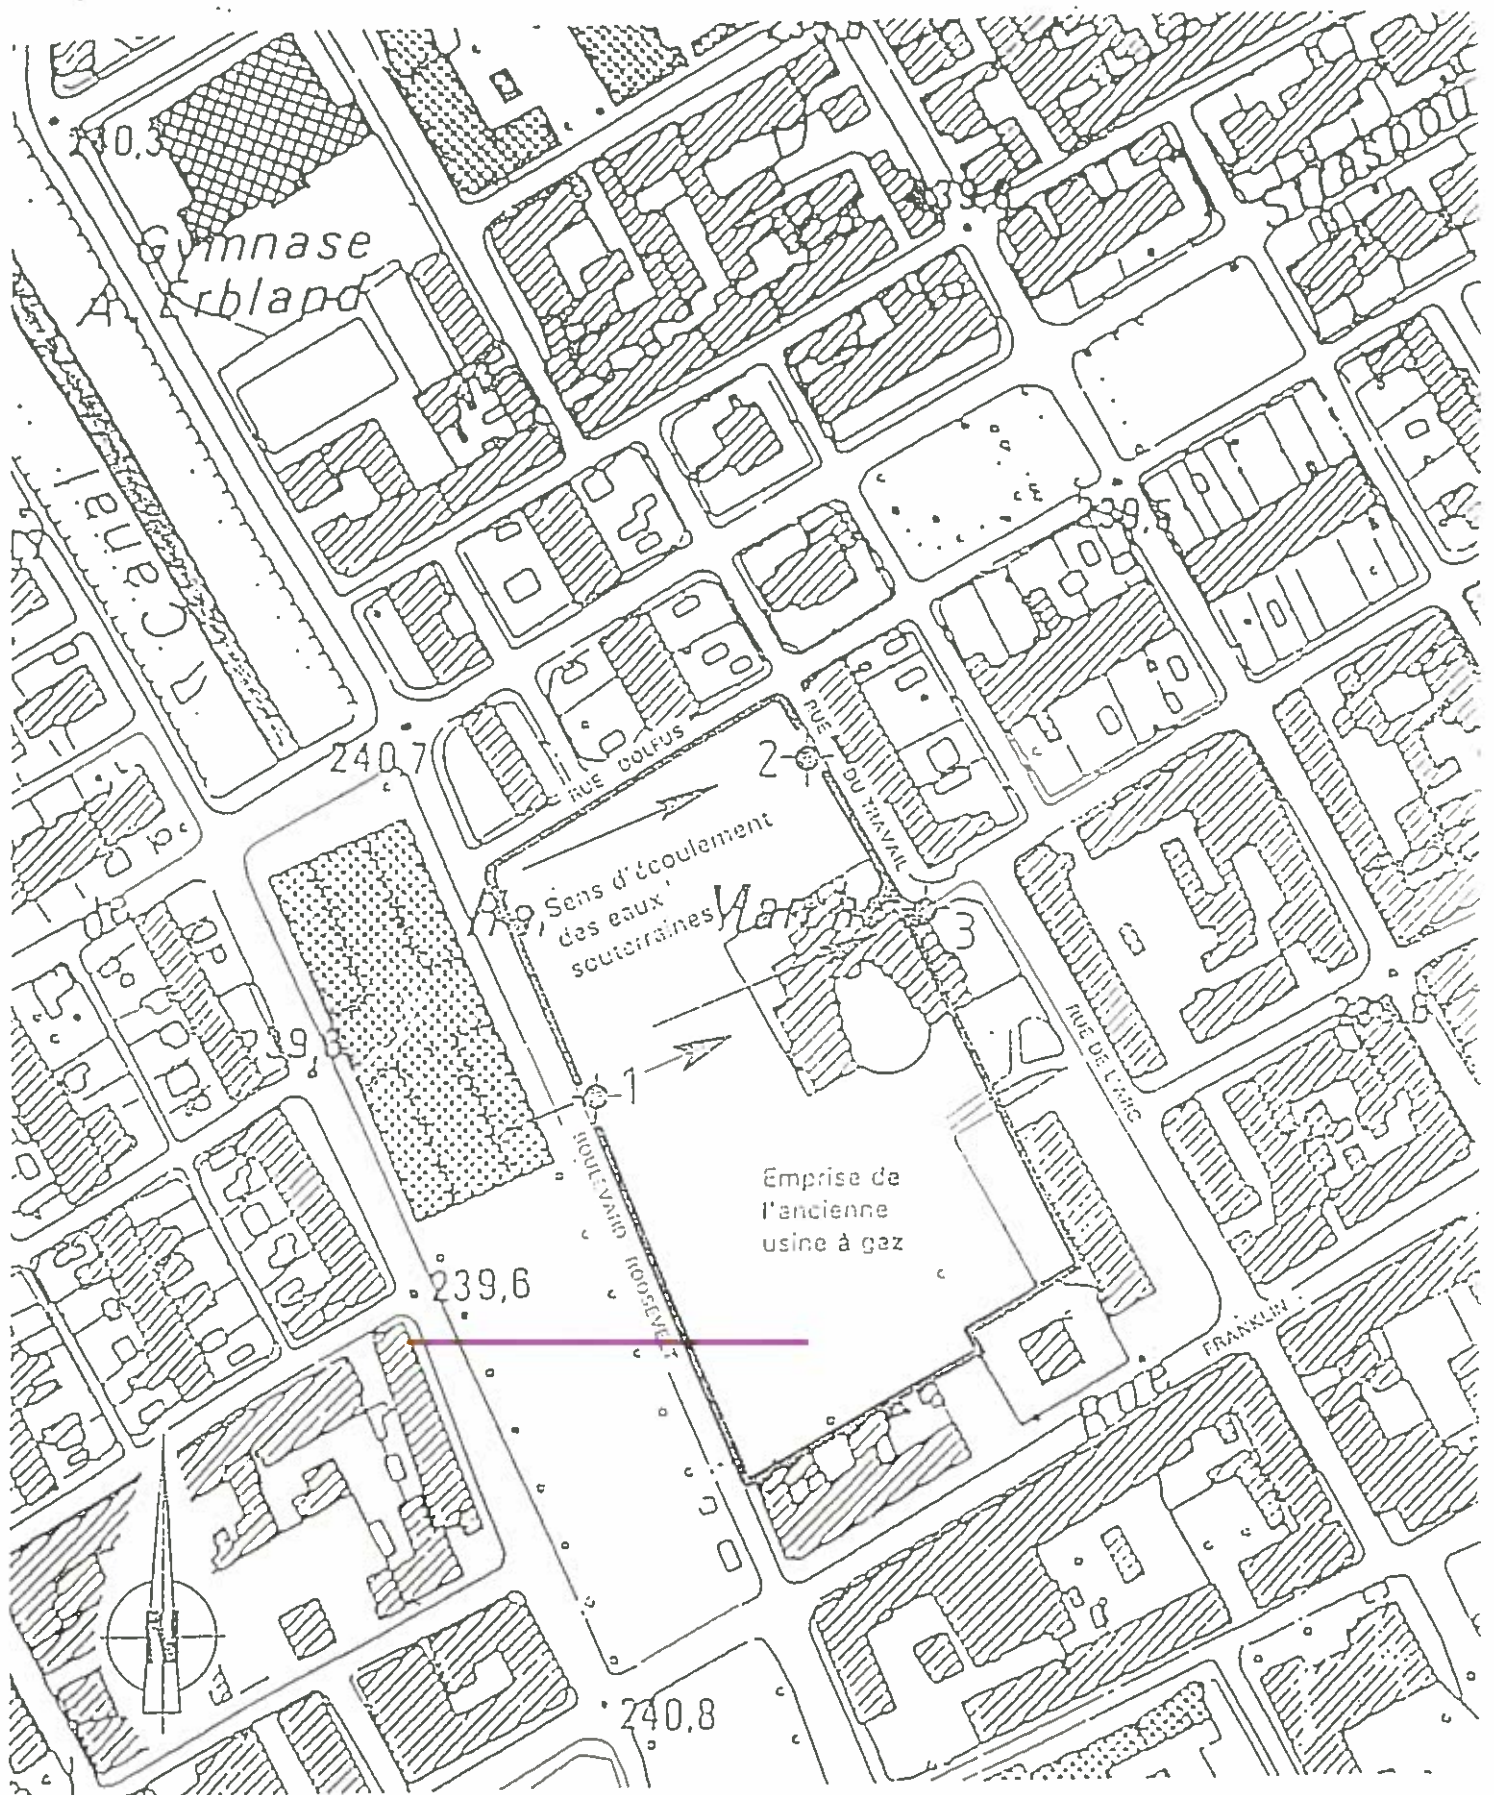 240,3
Gymnase
A. Erbland
Canal
240,7
RUE DOLFUS
RUE DU TRAVAIL
2
Sens d'écoulement
des eaux
souterraines
3
239,
1
RUE DE L'ARC
BOULEVARD ROOSEVELT
Emprise de
l'ancienne
usine à gaz
239,6
RUE FRANKLIN
N
240,8